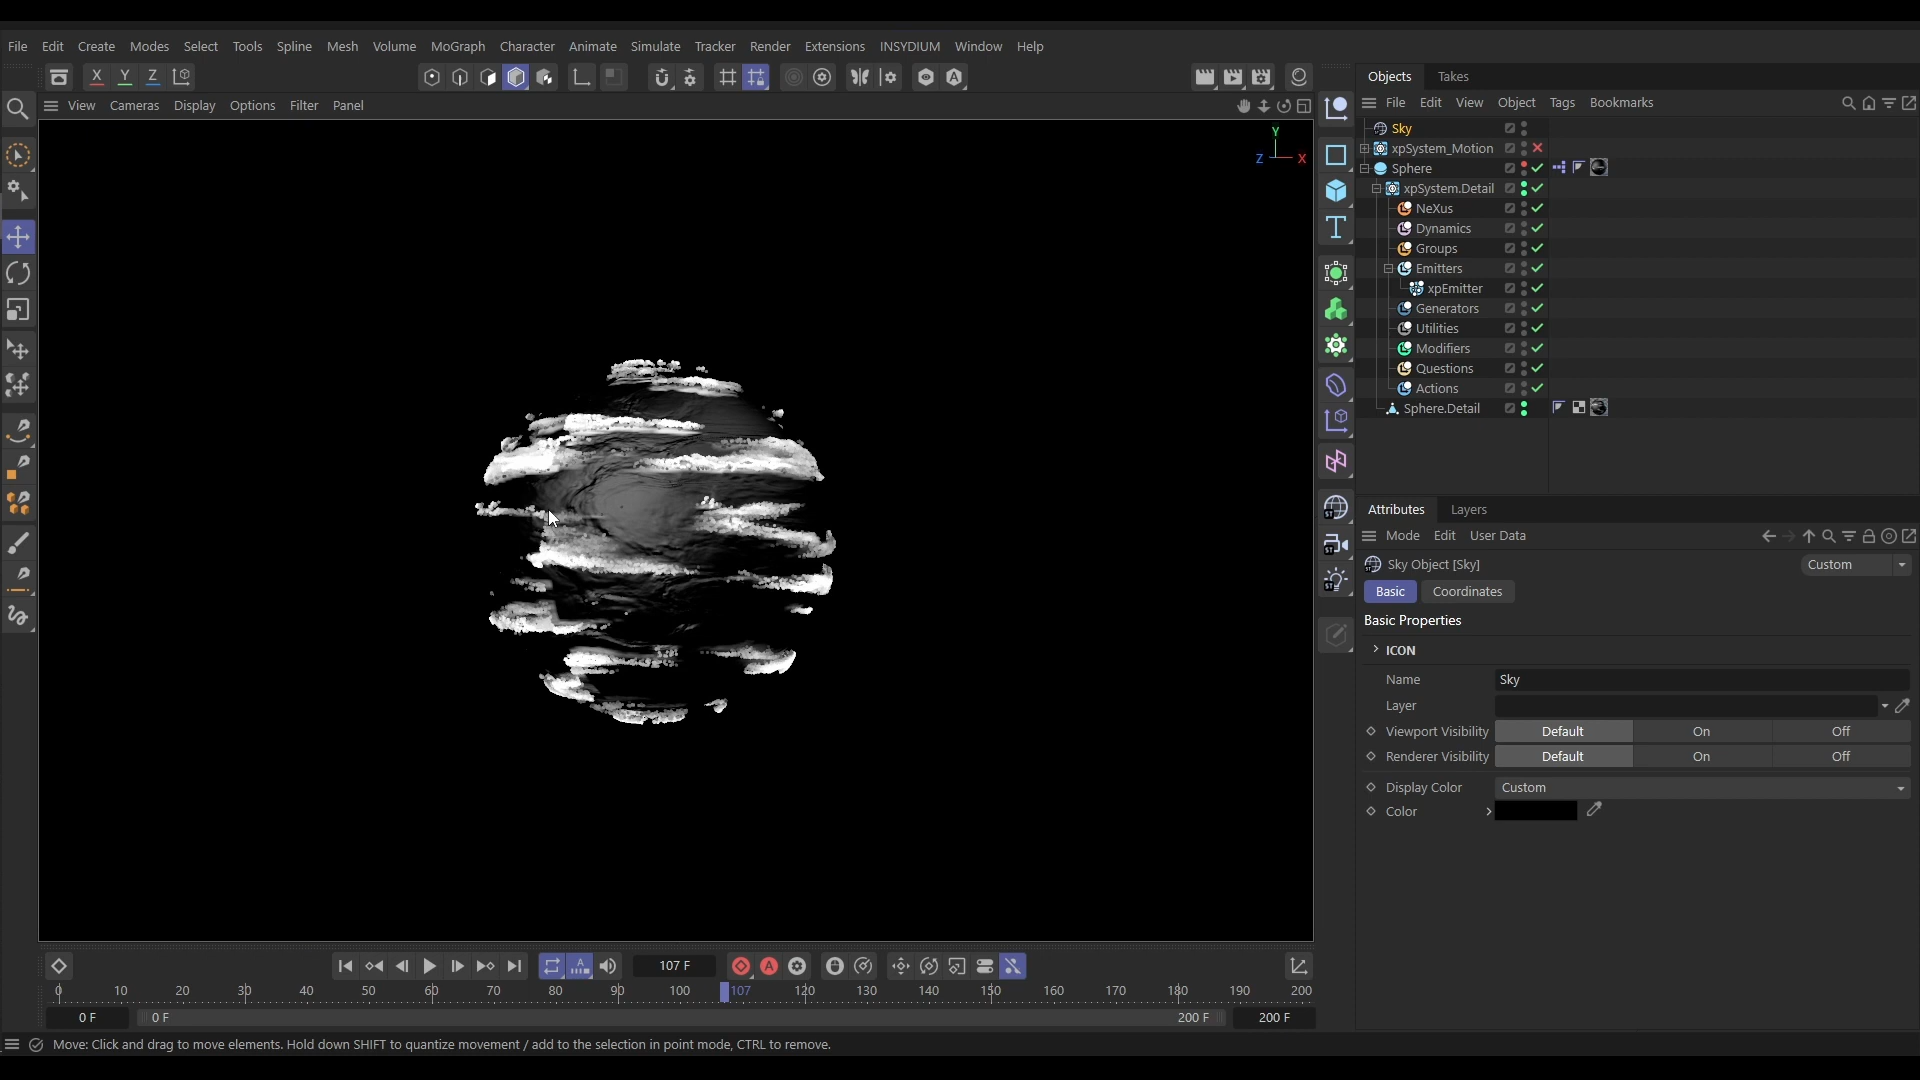 File Edit Create Modes Select Tools Spline Mesh Volume MoGraph Character Animate Simulate Tracker Render Extensions INSYDIUM Window Help
X Y Z
View Cameras Display Options Filter Panel
Y
Z X
Objects Takes
File Edit View Object Tags Bookmarks
Sky
xpSystem_Motion
Sphere
xpSystem.Detail
NeXus
Dynamics
Groups
Emitters
xpEmitter
Generators
Utilities
Modifiers
Questions
Actions
Sphere.Detail
Attributes Layers
Mode Edit User Data
Sky Object [Sky] Custom
Basic Coordinates
Basic Properties
ICON
Name Sky
Layer
Viewport Visibility Default On Off
Renderer Visibility Default On Off
Display Color Custom
Color
107 F
0 10 20 30 40 50 60 70 80 90 100 107 120 130 140 150 160 170 180 190 200
0 F 0 F 200 F 200 F
Move: Click and drag to move elements. Hold down SHIFT to quantize movement / add to the selection in point mode, CTRL to remove.